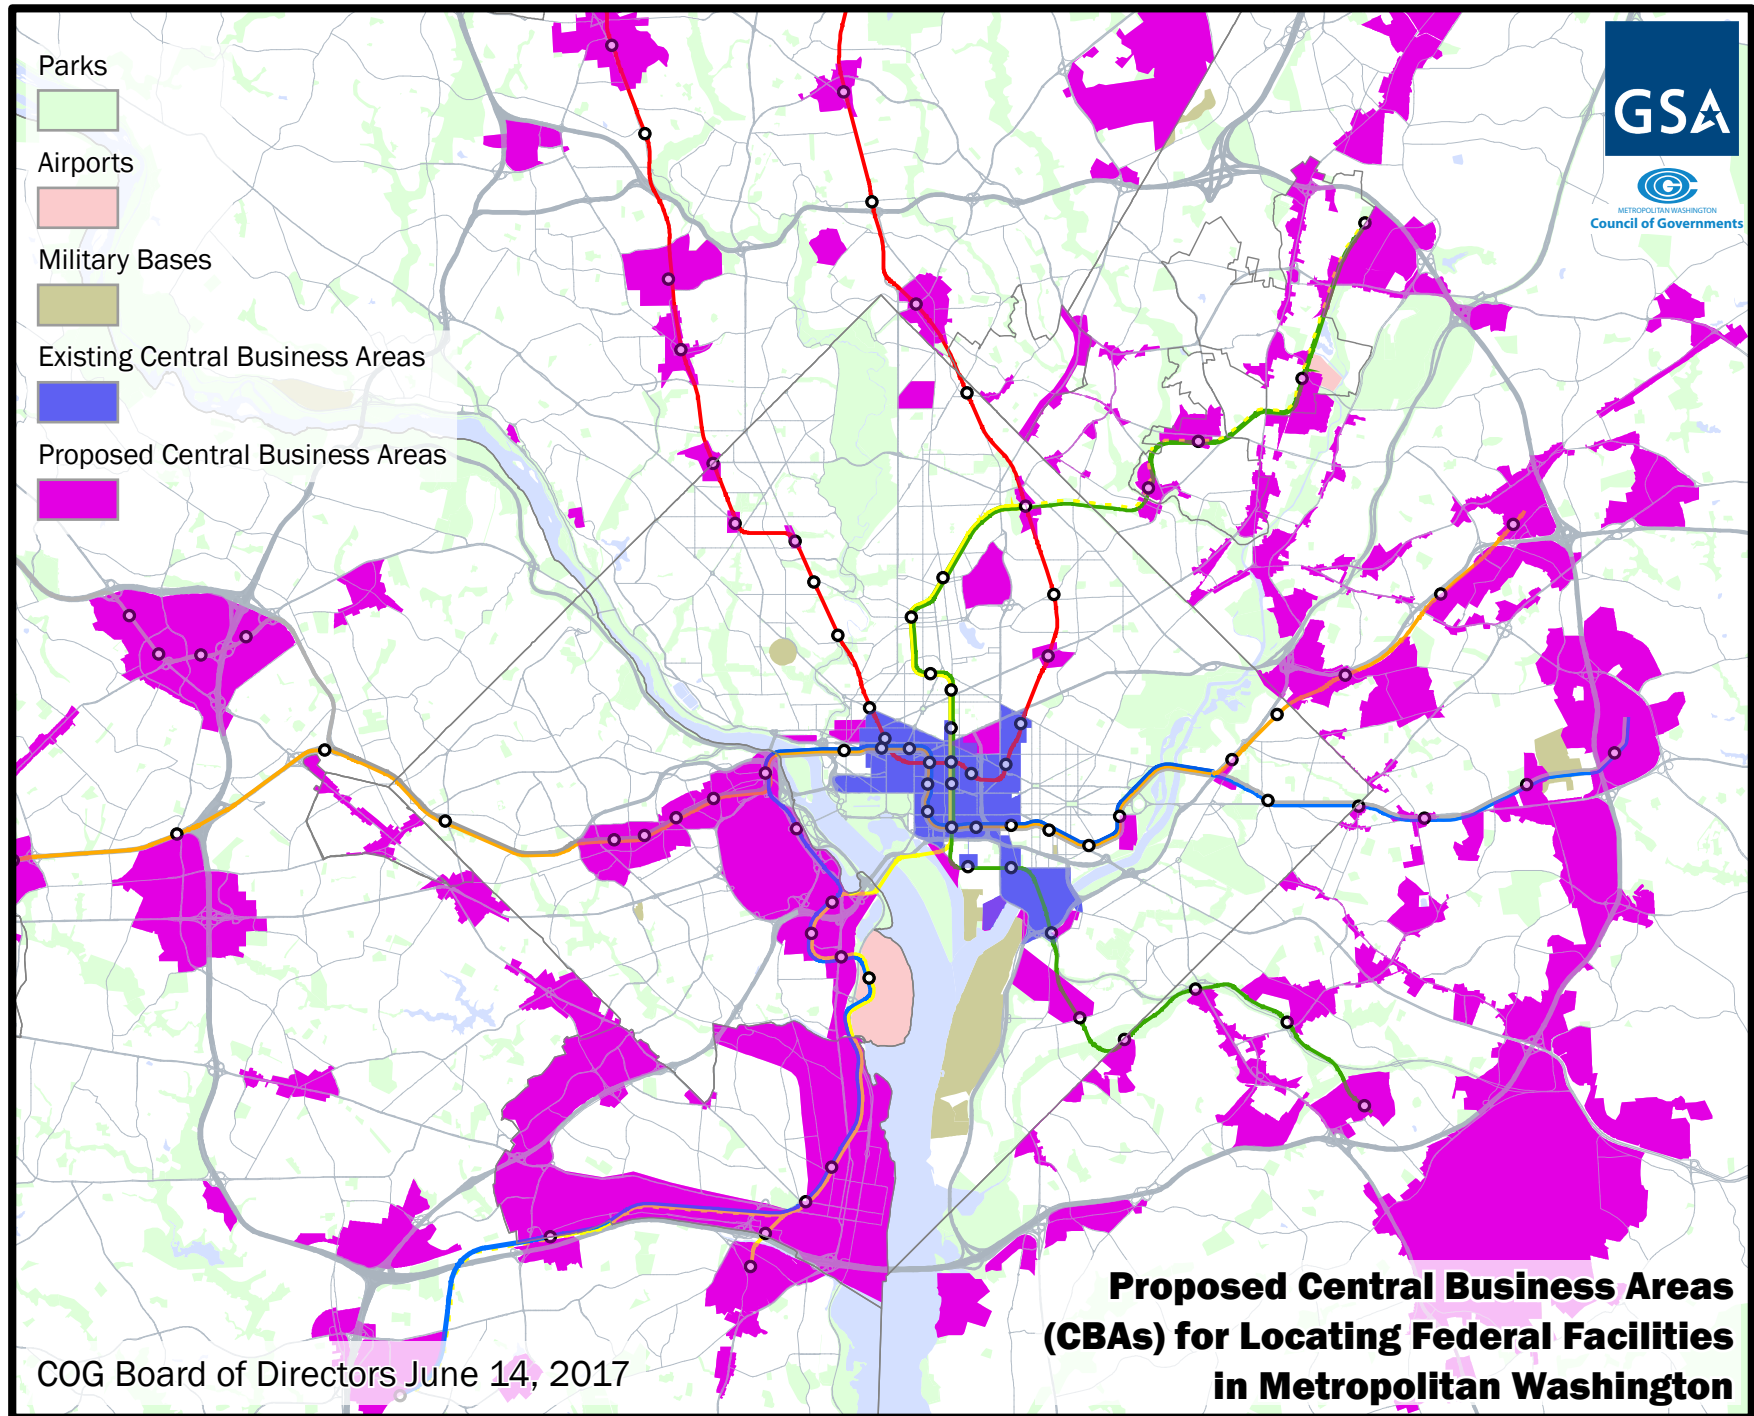 Parks
Airports
Military Bases
Existing Central Business Areas
Proposed Central Business Areas
GSA
METROPOLITAN WASHINGTON
Council of Governments
Proposed Central Business Areas
(CBAs) for Locating Federal Facilities
in Metropolitan Washington
COG Board of Directors June 14, 2017